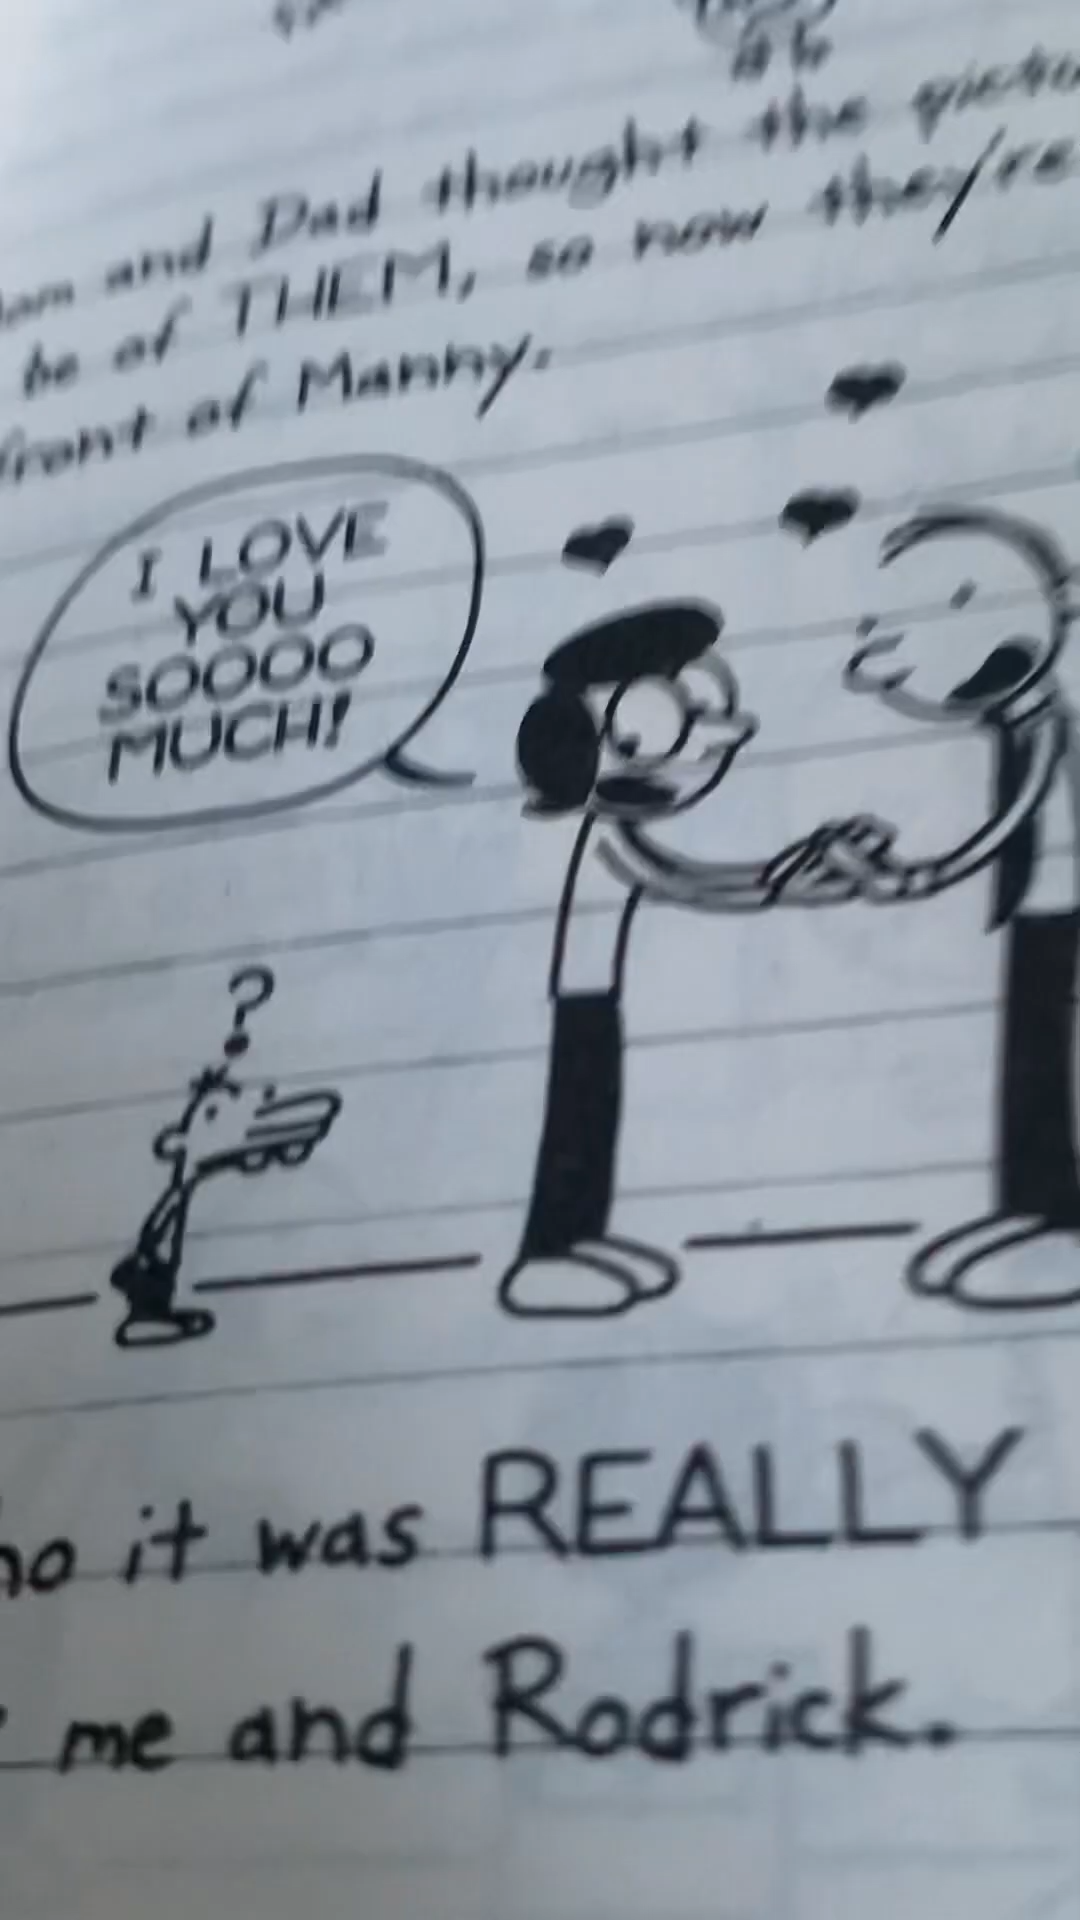 and Dad thought the
be of THEM, so now they're
front of Manny.
I LOVE
YOU
SOOOO
MUCH!
?
it was REALLY
me and Rodrick.